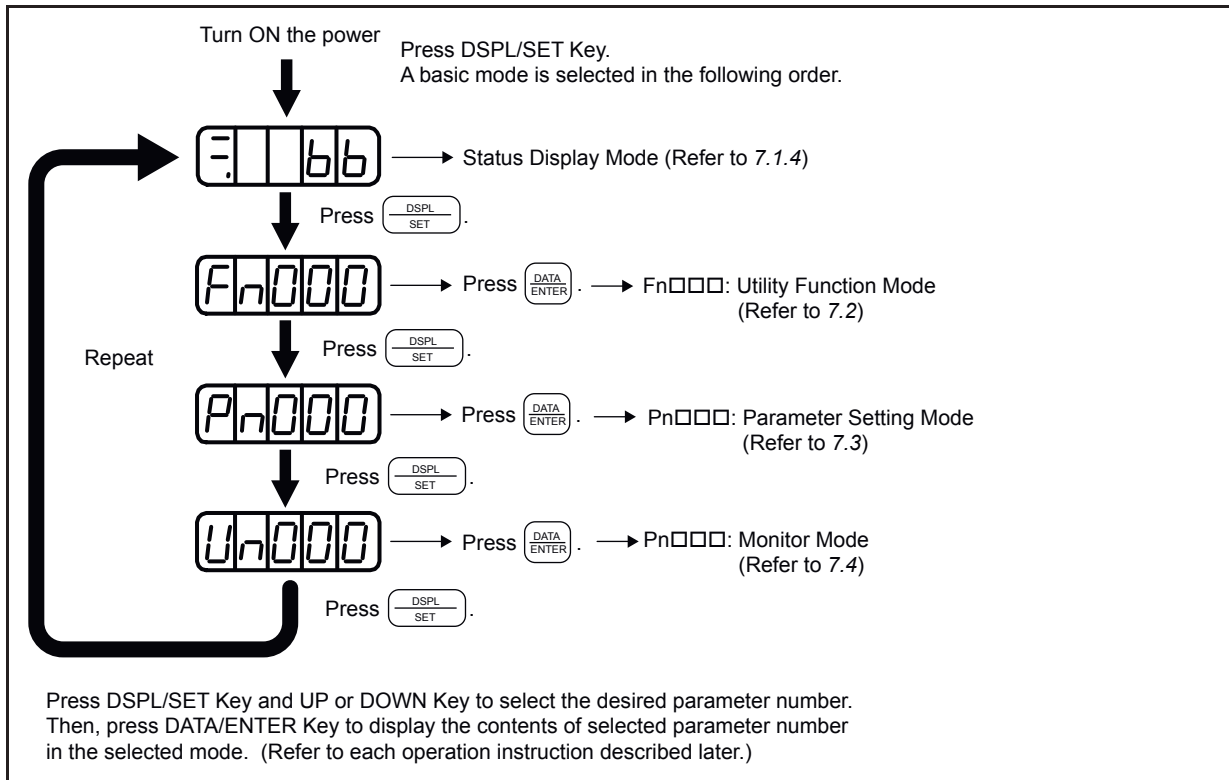 Turn ON the power
Press DSPL/SET Key.
A basic mode is selected in the following order.
bb
Status Display Mode (Refer to 7.1.4)
Press DSPL/SET.
Fn000
Press DATA/ENTER.
Fn□□□: Utility Function Mode
(Refer to 7.2)
Repeat
Press DSPL/SET.
Pn000
Press DATA/ENTER.
Pn□□□: Parameter Setting Mode
(Refer to 7.3)
Press DSPL/SET.
Un000
Press DATA/ENTER.
Pn□□□: Monitor Mode
(Refer to 7.4)
Press DSPL/SET.
Press DSPL/SET Key and UP or DOWN Key to select the desired parameter number.
Then, press DATA/ENTER Key to display the contents of selected parameter number
in the selected mode.  (Refer to each operation instruction described later.)